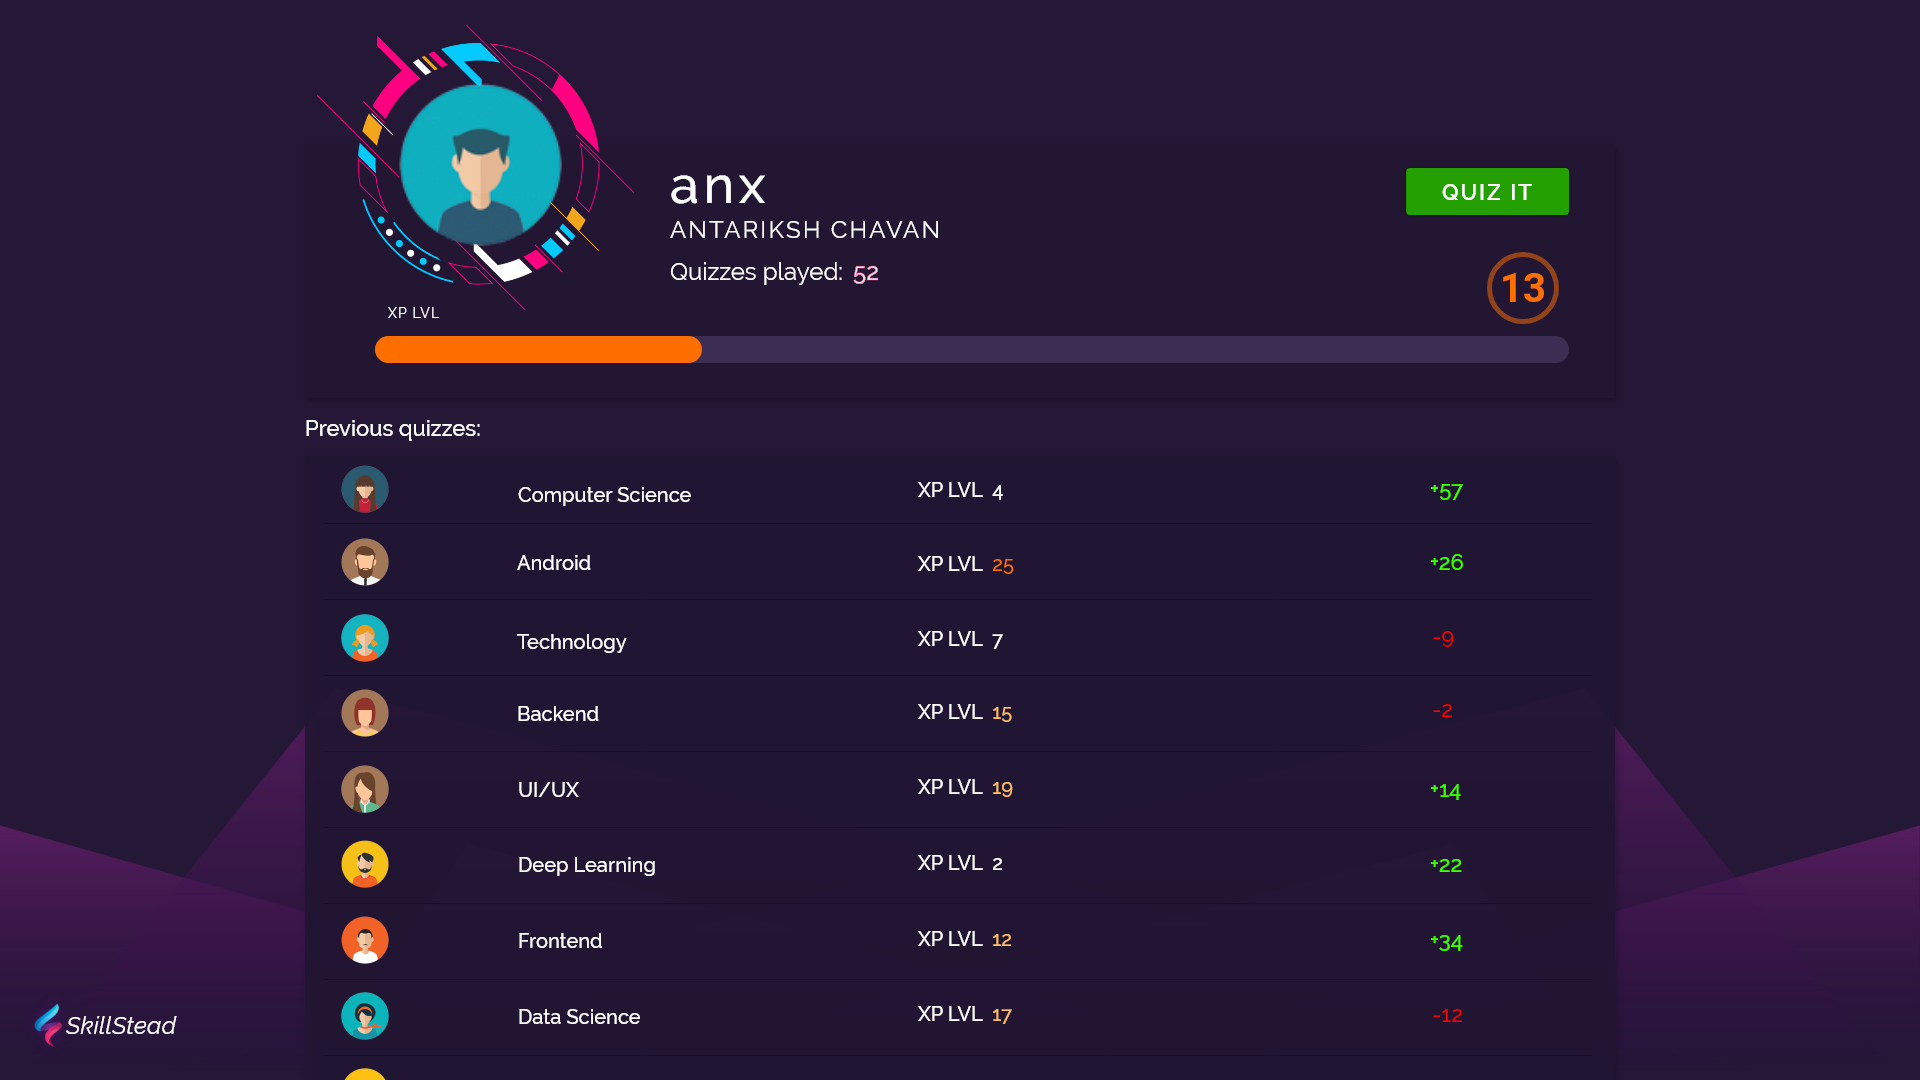 anx
ANTARIKSH CHAVAN
QUIZ IT
Quizzes played: 52
13
XP LVL
Previous quizzes:
Computer Science XP LVL 4 +57
Android XP LVL 25 +26
Technology XP LVL 7 -9
Backend XP LVL 15 -2
UI/UX XP LVL 19 +14
Deep Learning XP LVL 2 +22
Frontend XP LVL 12 +34
Data Science XP LVL 17 -12
SkillStead